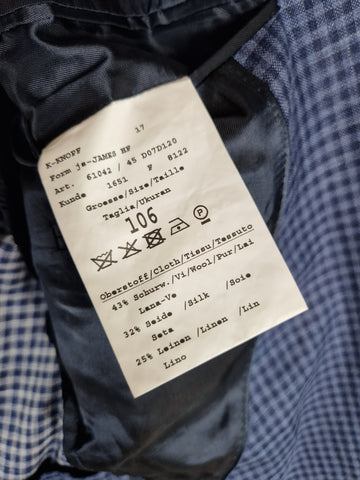 K-KNOPF 17
Form js-JAMES HF
Art. 61042 / 45 D07D120
Kunde 1651 F 8122
Groesse/Size/Taille
Taglia/Ukuran
106
Oberstoff/Cloth/Tissu/Tessuto
43% Schurw./Vi/Wool/Pur/Lai
Lana-Ve
32% Seide /Silk /Soie
Seta
25% Leinen /Linen /Lin
Lino